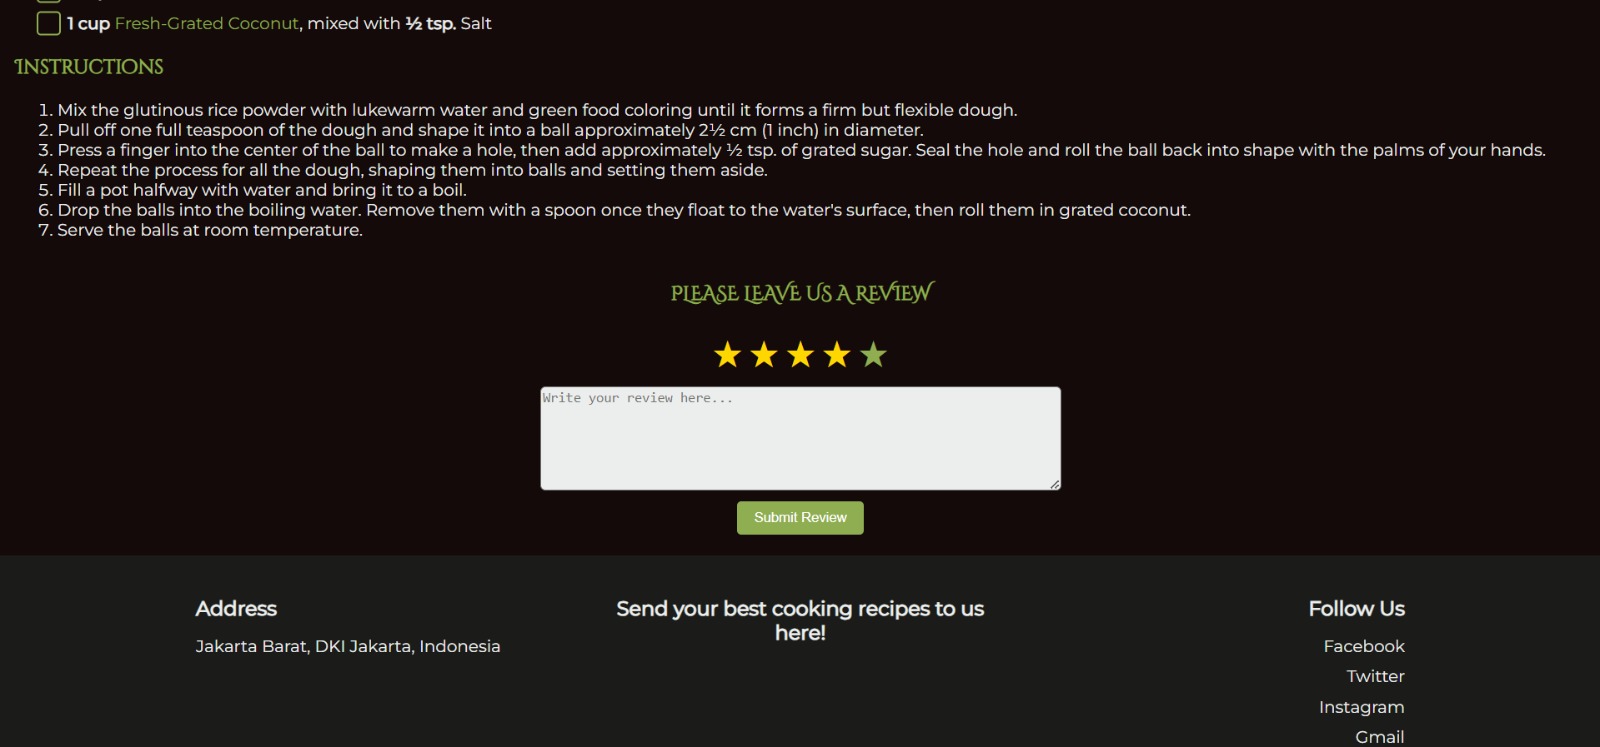 1 cup Fresh-Grated Coconut, mixed with ½ tsp. Salt
Instructions
1. Mix the glutinous rice powder with lukewarm water and green food coloring until it forms a firm but flexible dough.
2. Pull off one full teaspoon of the dough and shape it into a ball approximately 2½ cm (1 inch) in diameter.
3. Press a finger into the center of the ball to make a hole, then add approximately ½ tsp. of grated sugar. Seal the hole and roll the ball back into shape with the palms of your hands.
4. Repeat the process for all the dough, shaping them into balls and setting them aside.
5. Fill a pot halfway with water and bring it to a boil.
6. Drop the balls into the boiling water. Remove them with a spoon once they float to the water's surface, then roll them in grated coconut.
7. Serve the balls at room temperature.
PLEASE LEAVE US A REVIEW
Write your review here...
Submit Review
Address
Jakarta Barat, DKI Jakarta, Indonesia
Send your best cooking recipes to us
here!
Follow Us
Facebook
Twitter
Instagram
Gmail